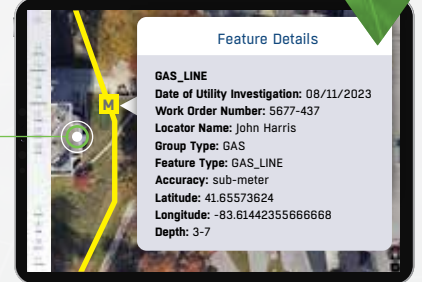 Feature Details
GAS_LINE
Date of Utility Investigation: 08/11/2023
Work Order Number: 5677-437
Locator Name: John Harris
Group Type: GAS
Feature Type: GAS_LINE
Accuracy: sub-meter
Latitude: 41.65573624
Longitude: -83.61442355666668
Depth: 3-7
M